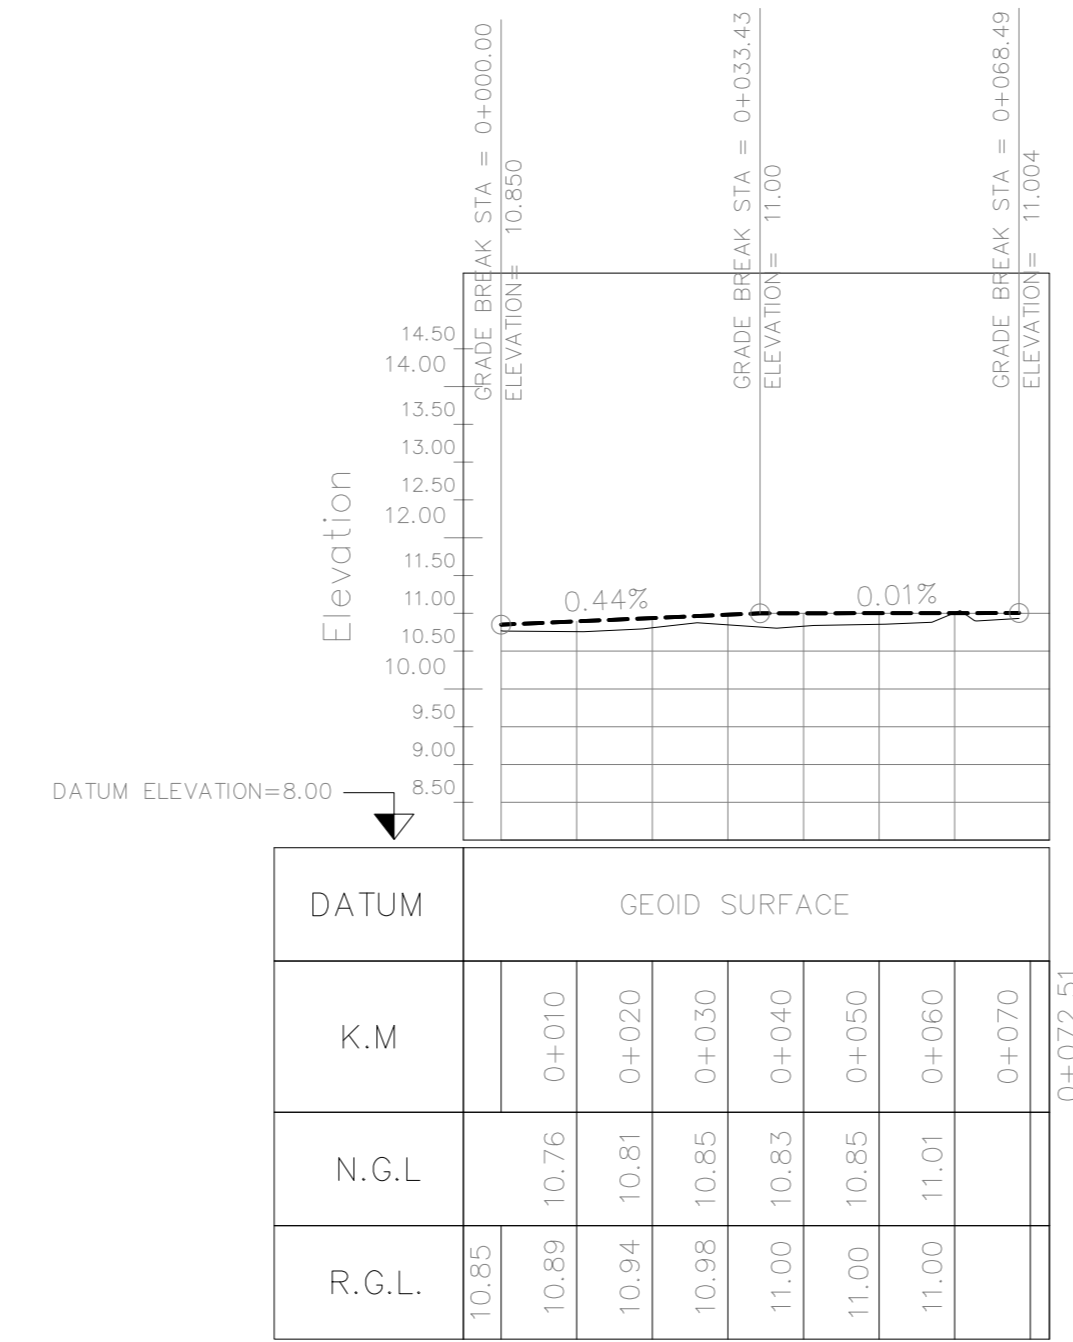 GRADE BREAK STA = 0+000.00
ELEVATION= 10.850
GRADE BREAK STA = 0+033.43
ELEVATION= 11.00
GRADE BREAK STA = 0+068.49
ELEVATION= 11.004
Elevation
14.50
14.00
13.50
13.00
12.50
12.00
11.50
11.00
10.50
10.00
9.50
9.00
8.50
0.44%
0.01%
DATUM ELEVATION=8.00
DATUM
GEOID SURFACE
K.M
0+010
0+020
0+030
0+040
0+050
0+060
0+070
0+072.51
N.G.L
10.76
10.81
10.85
10.83
10.85
11.01
R.G.L.
10.85
10.89
10.94
10.98
11.00
11.00
11.00